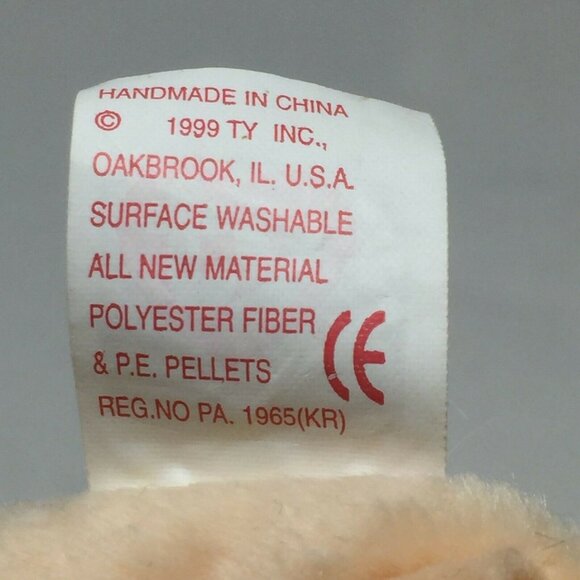 HANDMADE IN CHINA
© 1999 TY INC.,
OAKBROOK, IL. U.S.A.
SURFACE WASHABLE
ALL NEW MATERIAL
POLYESTER FIBER
& P.E. PELLETS
CE
REG.NO PA. 1965(KR)